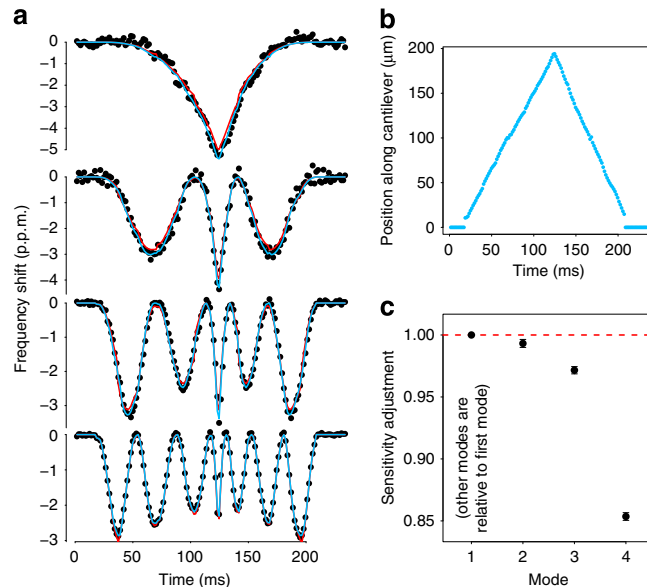 a
Frequency shift (p.p.m.)
0
−1
−2
−3
−4
−5
0
−1
−2
−3
−4
0
−1
−2
−3
0
−1
−2
−3
0 50 100 150 200
Time (ms)
b
Position along cantilever (μm)
200
150
100
50
0
0 50 100 150 200
Time (ms)
c
Sensitivity adjustment
1.00
0.95
0.90
0.85
(other modes are
relative to first mode)
1 2 3 4
Mode